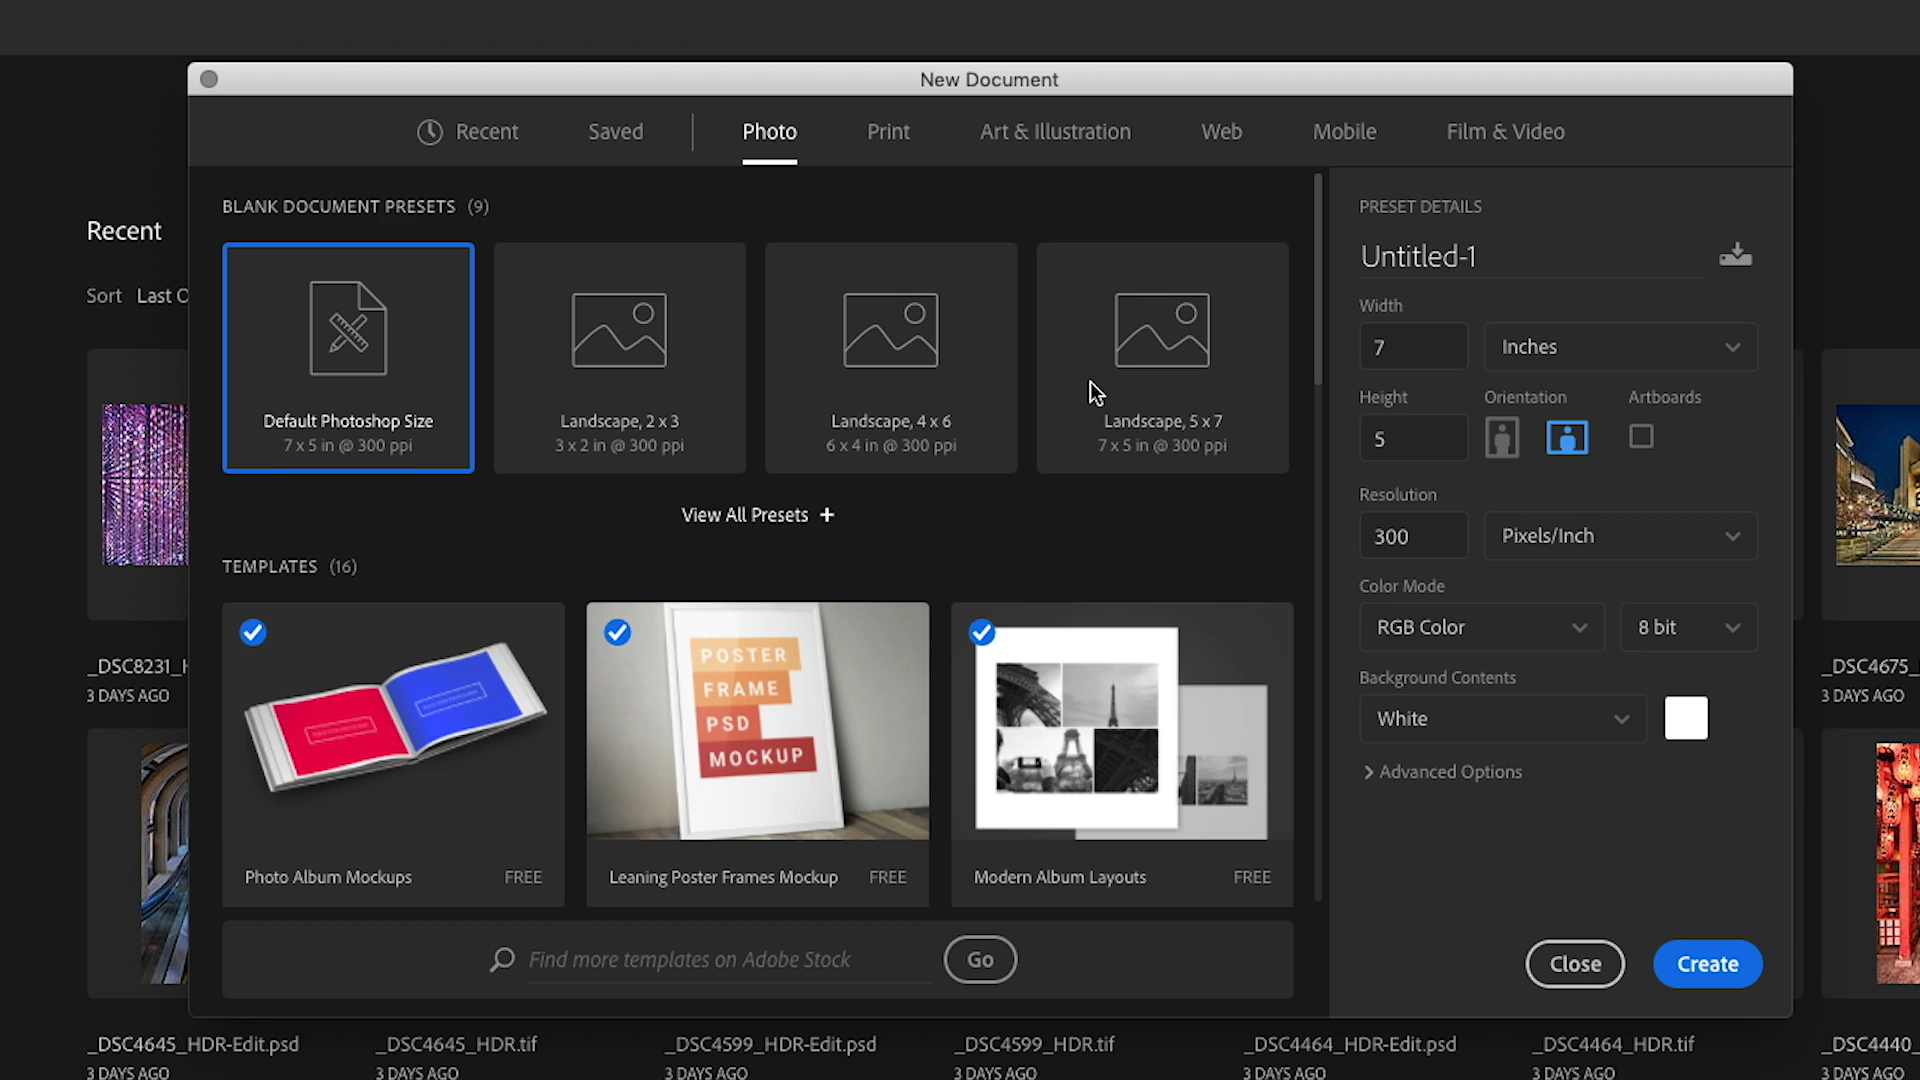 New Document
Recent Saved Photo Print Art & Illustration Web Mobile Film & Video
Recent
Sort Last O
BLANK DOCUMENT PRESETS (9)
Default Photoshop Size
7 x 5 in @ 300 ppi
Landscape, 2 x 3
3 x 2 in @ 300 ppi
Landscape, 4 x 6
6 x 4 in @ 300 ppi
Landscape, 5 x 7
7 x 5 in @ 300 ppi
View All Presets +
TEMPLATES (16)
POSTER
FRAME
PSD
MOCKUP
Photo Album Mockups FREE
Leaning Poster Frames Mockup FREE
Modern Album Layouts FREE
Find more templates on Adobe Stock
Go
PRESET DETAILS
Untitled-1
Width
7 Inches
Height Orientation Artboards
5
Resolution
300 Pixels/Inch
Color Mode
RGB Color 8 bit
Background Contents
White
Advanced Options
Close Create
_DSC8231_H
3 DAYS AGO
_DSC4675_
3 DAYS AGO
_DSC4645_HDR-Edit.psd _DSC4645_HDR.tif _DSC4599_HDR-Edit.psd _DSC4599_HDR.tif _DSC4464_HDR-Edit.psd _DSC4464_HDR.tif _DSC4440_
3 DAYS AGO 3 DAYS AGO 3 DAYS AGO 3 DAYS AGO 3 DAYS AGO 3 DAYS AGO 3 DAYS AGO